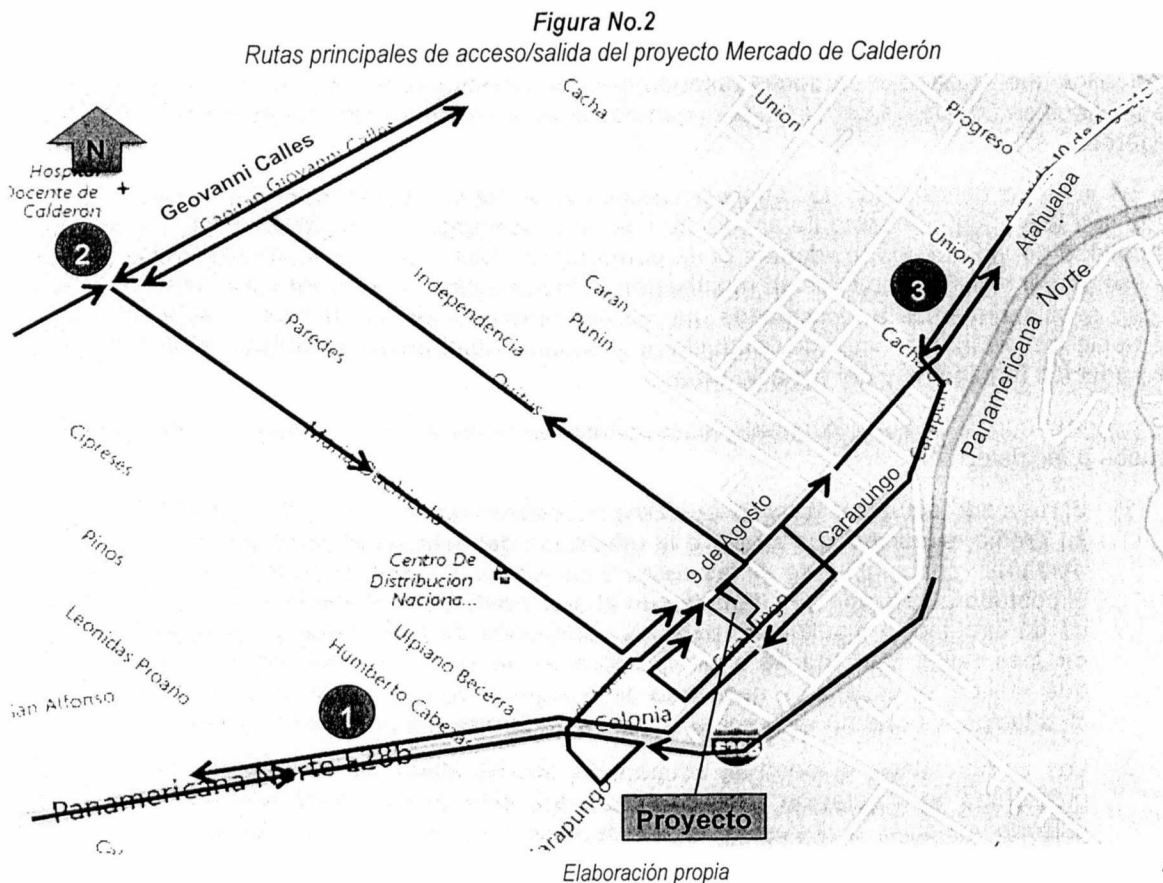 Figura No.2
Rutas principales de acceso/salida del proyecto Mercado de Calderón
Cacha
Union
Progreso
N
Hospital
Docente de
Calderon
Geovanni Calles
Capitan Giovanni Calles
Atahualpa
2
Union
3
Independencia
Caran
Punin
Paredes
Quitus
Cacha
Panamericana Norte
Carapungo
Cipreses
Maria Duchicela
9 de Agosto
Carapungo
Pinos
Centro De
Distribucion
Naciona...
Carapungo
Leonidas Proano
Ulpiano Becerra
Humberto Cabezas
San Alfonso
1
Colonia
Panamericana Norte E28b
Carapungo
Proyecto
Elaboración propia